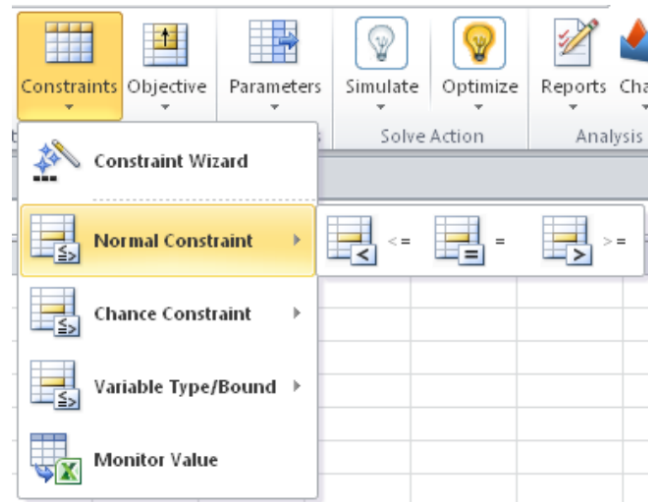 Constraints Objective Parameters Simulate Optimize Reports Cha
Solve Action Analysis
Constraint Wizard
Normal Constraint <= = >=
Chance Constraint
Variable Type/Bound
Monitor Value